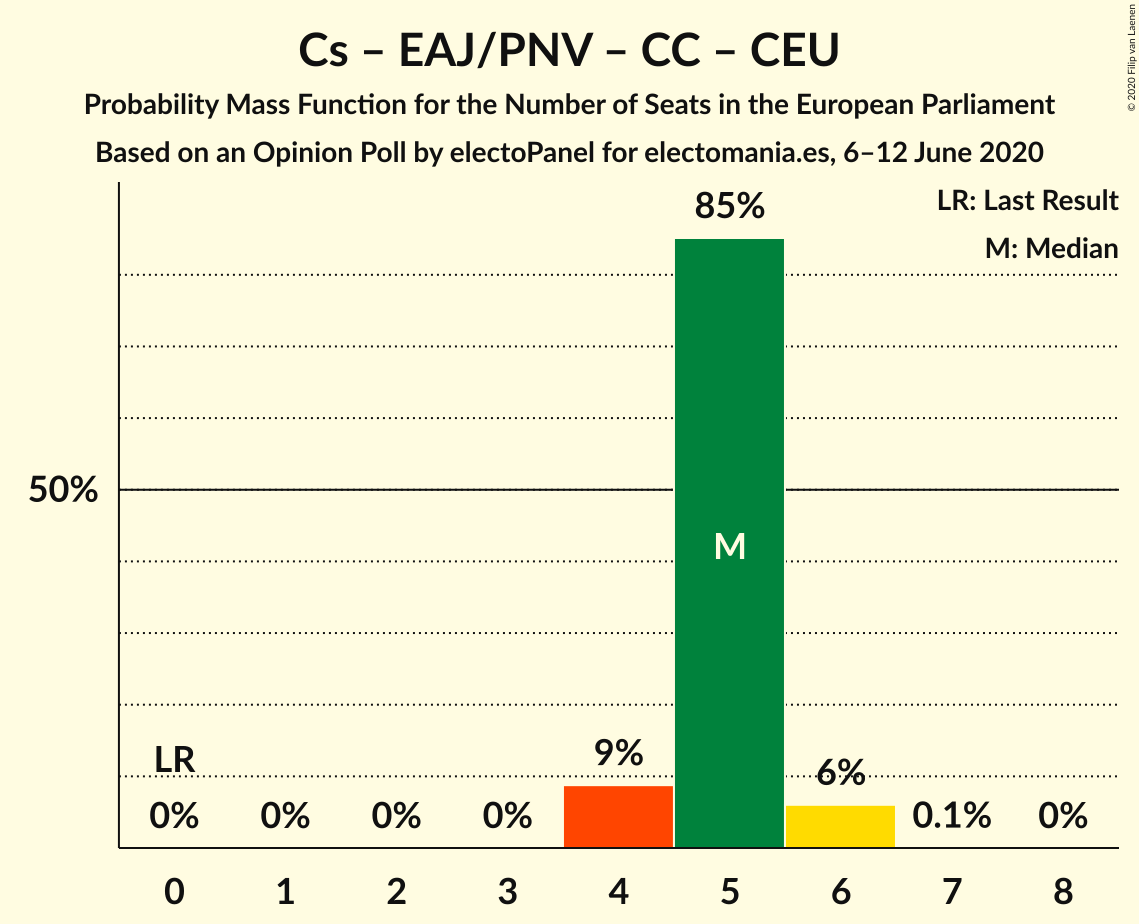 Cs – EAJ/PNV – CC – CEU
Probability Mass Function for the Number of Seats in the European Parliament
Based on an Opinion Poll by electoPanel for electomania.es, 6–12 June 2020
© 2020 Filip van Laenen
LR: Last Result
M: Median
85%
50%
M
LR
9%
6%
0% 0% 0% 0% 0.1% 0%
0 1 2 3 4 5 6 7 8